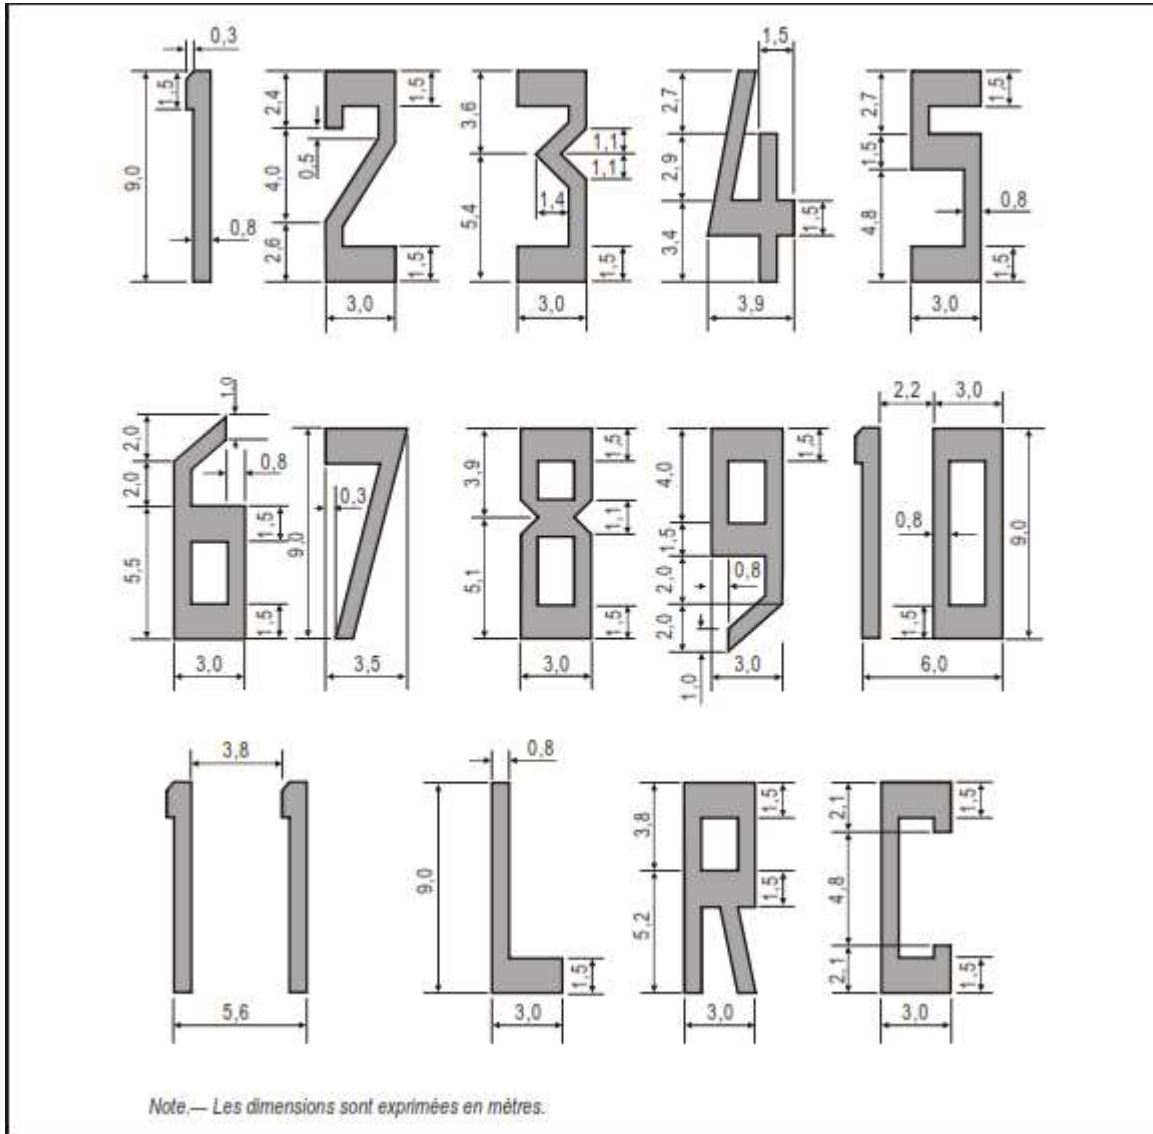 0,3 1,5 9,0 0,8
2,4 0,5 4,0 2,6 1,5 1,5 3,0
3,6 5,4 1,1 1,1 1,4 1,5 3,0
1,5 2,7 2,9 3,4 1,5 3,9
2,7 1,5 4,8 1,5 0,8 1,5 3,0
1,0 2,0 2,0 5,5 0,8 1,5 1,5 3,0
9,0 0,3 3,5
3,9 5,1 1,5 1,1 1,5 3,0
4,0 1,5 2,0 2,0 1,5 0,8 1,0 3,0
2,2 3,0 0,8 1,5 9,0 6,0
3,8 5,6
0,8 9,0 1,5 3,0
3,8 5,2 1,5 1,5 3,0
2,1 4,8 2,1 1,5 1,5 3,0
Note.— Les dimensions sont exprimées en mètres.